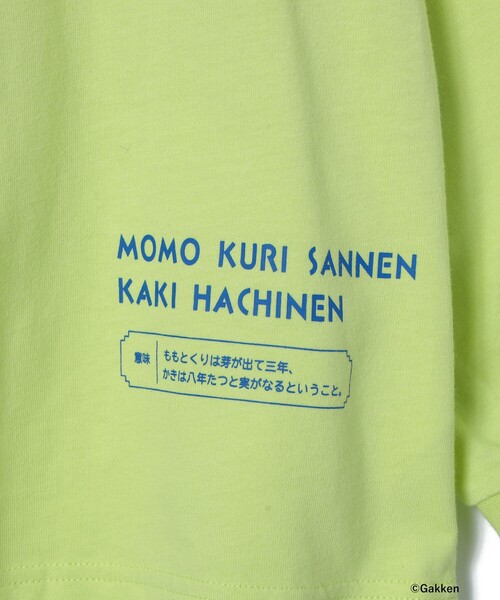 MOMO KURI SANNEN
KAKI HACHINEN
意味
ももとくりは芽が出て三年、
かきは八年たつと実がなるということ。
©Gakken